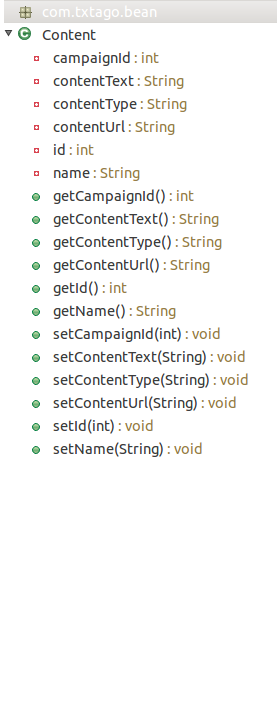 com.txtago.bean
Content
campaignId : int
contentText : String
contentType : String
contentUrl : String
id : int
name : String
getCampaignId() : int
getContentText() : String
getContentType() : String
getContentUrl() : String
getId() : int
getName() : String
setCampaignId(int) : void
setContentText(String) : void
setContentType(String) : void
setContentUrl(String) : void
setId(int) : void
setName(String) : void